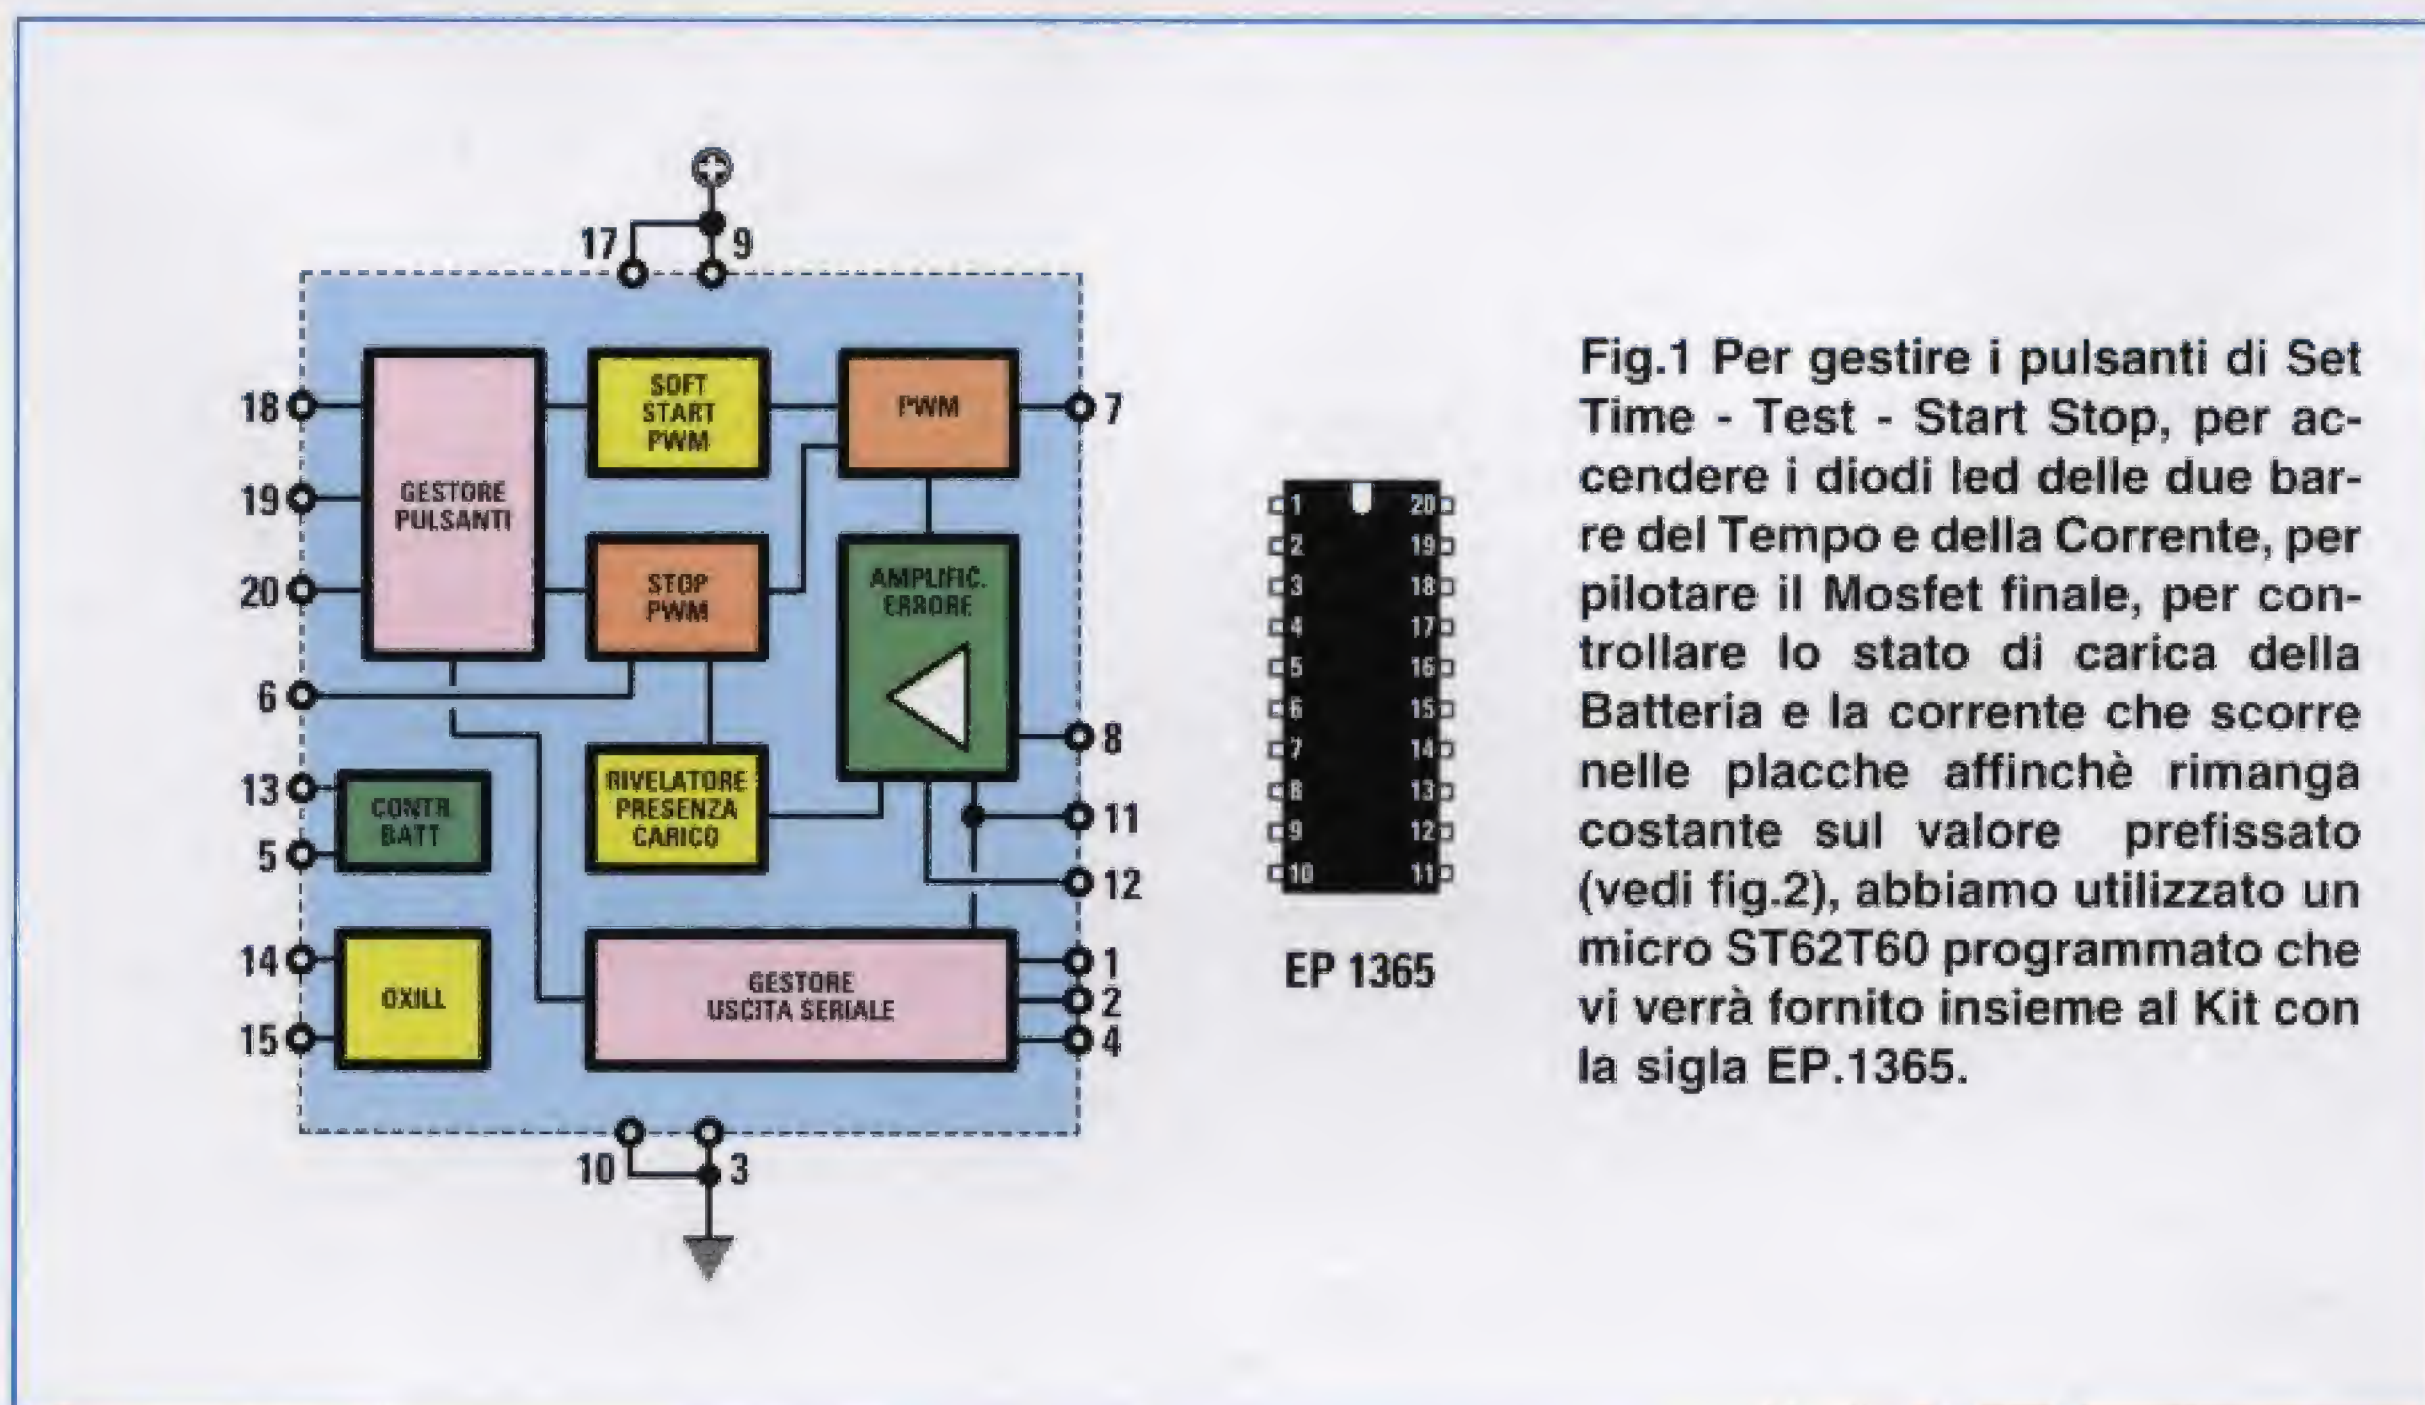 17
9
18
19
20
6
13
5
14
15
GESTORE
PULSANTI
SOFT
START
PWM
PWM
STOP
PWM
AMPLIFIC.
ERRORE
CONTR.
BATT
RIVELATORE
PRESENZA
CARICO
OXILL
GESTORE
USCITA SERIALE
7
8
11
12
1
2
4
10
3
1
2
3
4
5
6
7
8
9
10
20
19
18
17
16
15
14
13
12
11
EP 1365
Fig.1 Per gestire i pulsanti di Set
Time - Test - Start Stop, per ac-
cendere i diodi led delle due bar-
re del Tempo e della Corrente, per
pilotare il Mosfet finale, per con-
trollare lo stato di carica della
Batteria e la corrente che scorre
nelle placche affinchè rimanga
costante sul valore prefissato
(vedi fig.2), abbiamo utilizzato un
micro ST62T60 programmato che
vi verrà fornito insieme al Kit con
la sigla EP.1365.